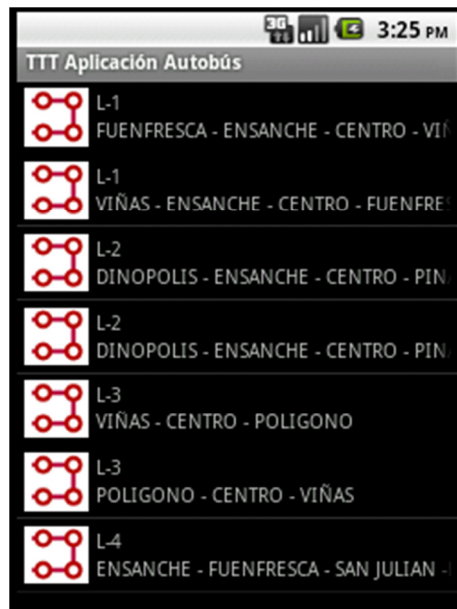 3G 3:25 PM
TTT Aplicación Autobús
L-1
FUENFRESCA - ENSANCHE - CENTRO -
L-1
VIÑAS - ENSANCHE - CENTRO -
L-2
DINOPOLIS - ENSANCHE - CENTRO -
L-2
DINOPOLIS - ENSANCHE - CENTRO -
L-3
VIÑAS - CENTRO - POLIGONO
L-3
POLIGONO - CENTRO - VIÑAS
L-4
ENSANCHE - FUENFRESCA - SAN JULIAN -